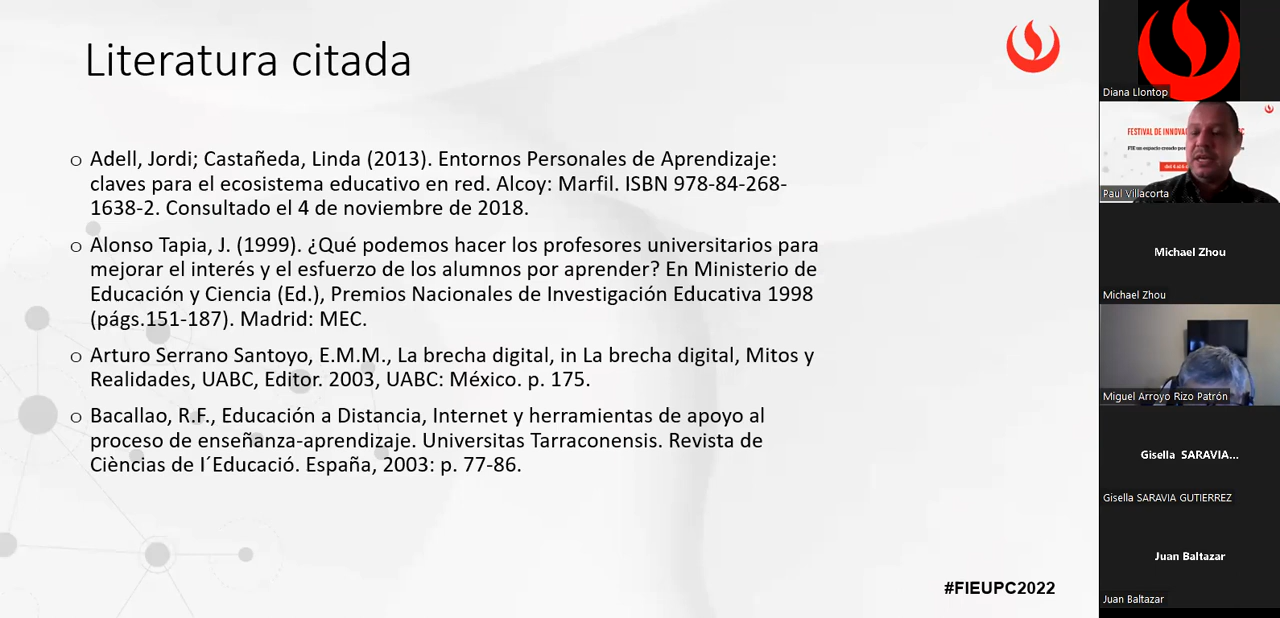 Literatura citada
o Adell, Jordi; Castañeda, Linda (2013). Entornos Personales de Aprendizaje:
claves para el ecosistema educativo en red. Alcoy: Marfil. ISBN 978-84-268-
1638-2. Consultado el 4 de noviembre de 2018.
o Alonso Tapia, J. (1999). ¿Qué podemos hacer los profesores universitarios para
mejorar el interés y el esfuerzo de los alumnos por aprender? En Ministerio de
Educación y Ciencia (Ed.), Premios Nacionales de Investigación Educativa 1998
(págs.151-187). Madrid: MEC.
o Arturo Serrano Santoyo, E.M.M., La brecha digital, in La brecha digital, Mitos y
Realidades, UABC, Editor. 2003, UABC: México. p. 175.
o Bacallao, R.F., Educación a Distancia, Internet y herramientas de apoyo al
proceso de enseñanza-aprendizaje. Universitas Tarraconensis. Revista de
Ciències de l´Educació. España, 2003: p. 77-86.
#FIEUPC2022
Diana Llontop
FESTIVAL DE
Paul Villacorta
Michael Zhou
Michael Zhou
Miguel Arroyo Rizo Patrón
Gisella SARAVIA...
Gisella SARAVIA GUTIERREZ
Juan Baltazar
Juan Baltazar